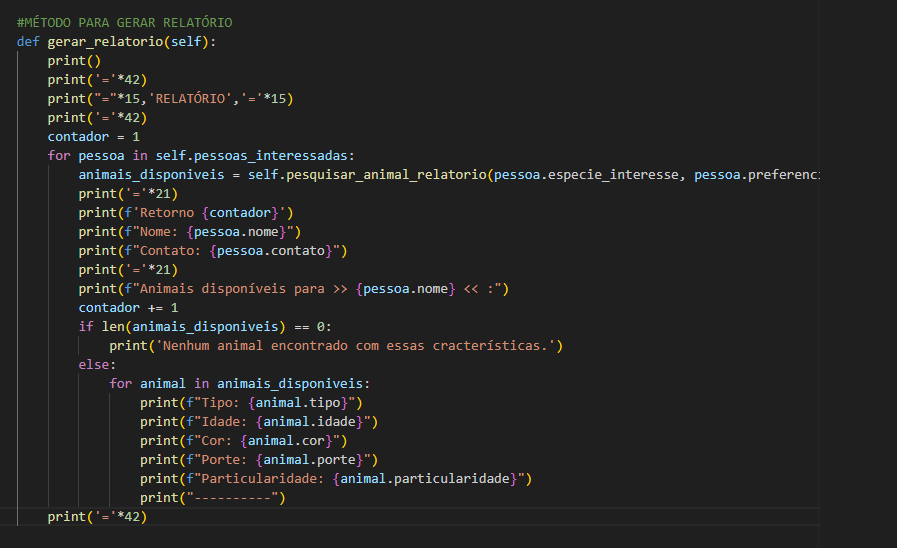 #MÉTODO PARA GERAR RELATÓRIO
def gerar_relatorio(self):
    print()
    print('='*42)
    print("="*15,'RELATÓRIO','='*15)
    print('='*42)
    contador = 1
    for pessoa in self.pessoas_interessadas:
        animais_disponiveis = self.pesquisar_animal_relatorio(pessoa.especie_interesse, pessoa.preferenci
        print('='*21)
        print(f'Retorno {contador}')
        print(f"Nome: {pessoa.nome}")
        print(f"Contato: {pessoa.contato}")
        print('='*21)
        print(f"Animais disponíveis para >> {pessoa.nome} << :")
        contador += 1
        if len(animais_disponiveis) == 0:
            print('Nenhum animal encontrado com essas cracterísticas.')
        else:
            for animal in animais_disponiveis:
                print(f"Tipo: {animal.tipo}")
                print(f"Idade: {animal.idade}")
                print(f"Cor: {animal.cor}")
                print(f"Porte: {animal.porte}")
                print(f"Particularidade: {animal.particularidade}")
                print("----------")
    print('='*42)